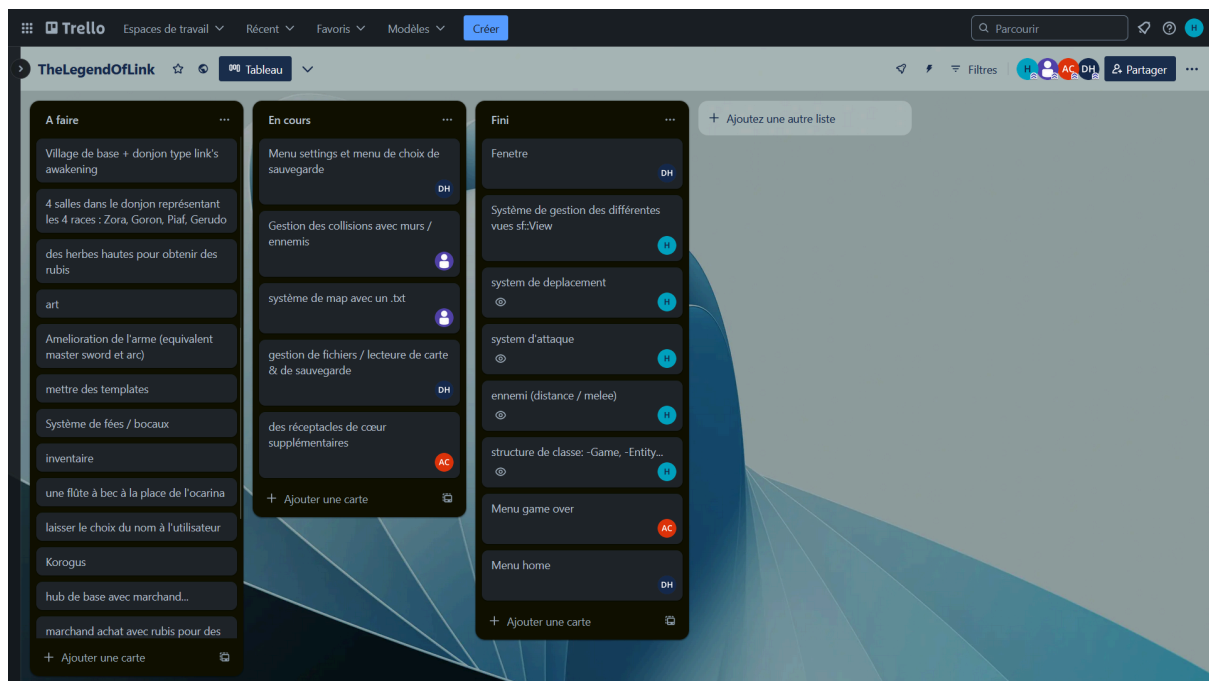 Trello Espaces de travail Récent Favoris Modèles Créer Parcourir H
TheLegendOfLink Tableau Filtres H AC DH Partager
A faire
Village de base + donjon type link's
awakening
4 salles dans le donjon représentant
les 4 races : Zora, Goron, Piaf, Gerudo
des herbes hautes pour obtenir des
rubis
art
Amelioration de l'arme (equivalent
master sword et arc)
mettre des templates
Système de fées / bocaux
inventaire
une flûte à bec à la place de l'ocarina
laisser le choix du nom à l'utilisateur
Korogus
hub de base avec marchand...
marchand achat avec rubis pour des
+ Ajouter une carte
En cours
Menu settings et menu de choix de
sauvegarde
DH
Gestion des collisions avec murs /
ennemis
système de map avec un .txt
gestion de fichiers / lecteure de carte
& de sauvegarde
DH
des réceptacles de cœur
supplémentaires
AC
+ Ajouter une carte
Fini
Fenetre
DH
Système de gestion des différentes
vues sf::View
H
system de deplacement
H
system d'attaque
H
ennemi (distance / melee)
H
structure de classe: -Game, -Entity...
H
Menu game over
AC
Menu home
DH
+ Ajouter une carte
+ Ajoutez une autre liste